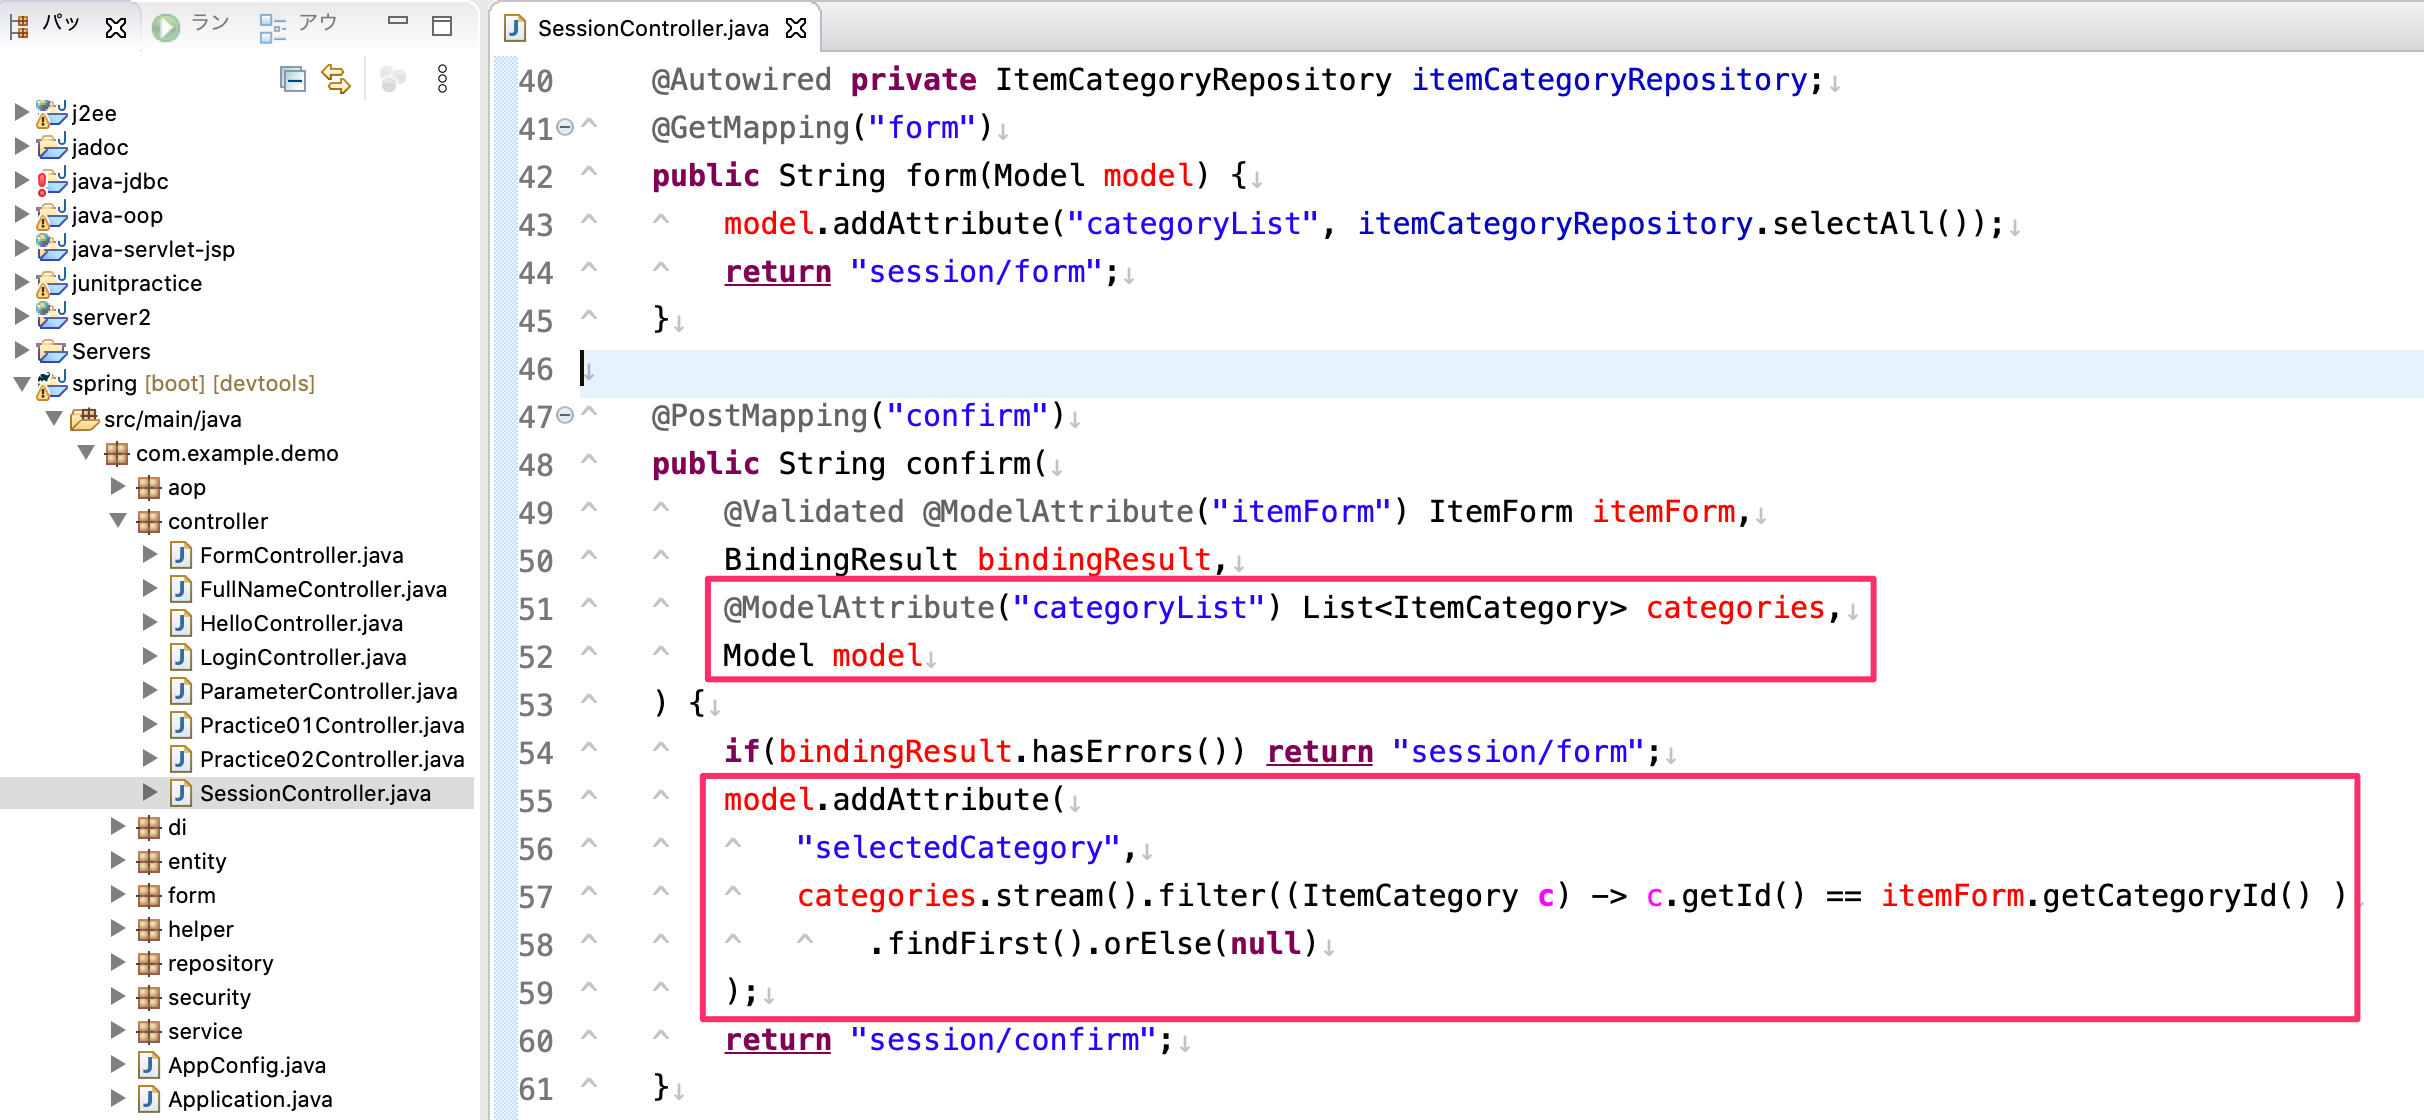 パッ
ラン
アウ
j2ee
jadoc
java-jdbc
java-oop
java-servlet-jsp
junitpractice
server2
Servers
spring [boot] [devtools]
src/main/java
com.example.demo
aop
controller
FormController.java
FullNameController.java
HelloController.java
LoginController.java
ParameterController.java
Practice01Controller.java
Practice02Controller.java
SessionController.java
di
entity
form
helper
repository
security
service
AppConfig.java
Application.java
SessionController.java
40 @Autowired private ItemCategoryRepository itemCategoryRepository;↓
41 ^ @GetMapping("form")↓
42 ^ public String form(Model model) {↓
43 ^ ^ model.addAttribute("categoryList", itemCategoryRepository.selectAll());↓
44 ^ ^ return "session/form";↓
45 ^ }↓
46 ↓
47 ^ @PostMapping("confirm")↓
48 ^ public String confirm(↓
49 ^ ^ @Validated @ModelAttribute("itemForm") ItemForm itemForm,↓
50 ^ ^ BindingResult bindingResult,↓
51 ^ ^ @ModelAttribute("categoryList") List<ItemCategory> categories,↓
52 ^ ^ Model model↓
53 ^ ) {↓
54 ^ ^ if(bindingResult.hasErrors()) return "session/form";↓
55 ^ ^ model.addAttribute(↓
56 ^ ^ ^ "selectedCategory",↓
57 ^ ^ ^ categories.stream().filter((ItemCategory c) -> c.getId() == itemForm.getCategoryId() )
58 ^ ^ ^ ^ .findFirst().orElse(null)↓
59 ^ ^ );↓
60 ^ ^ return "session/confirm";↓
61 ^ }↓